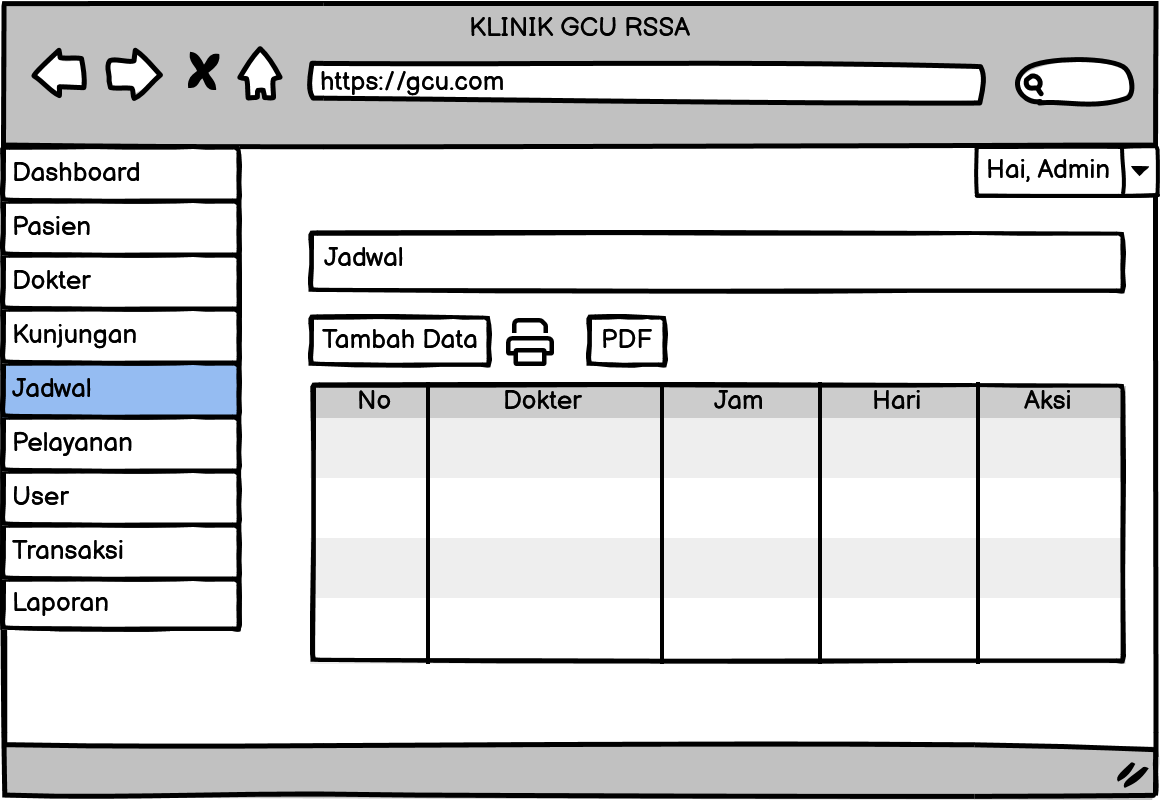 KLINIK GCU RSSA
https://gcu.com
Hai, Admin
Dashboard
Pasien
Dokter
Kunjungan
Jadwal
Pelayanan
User
Transaksi
Laporan
Jadwal
Tambah Data PDF
No Dokter Jam Hari Aksi